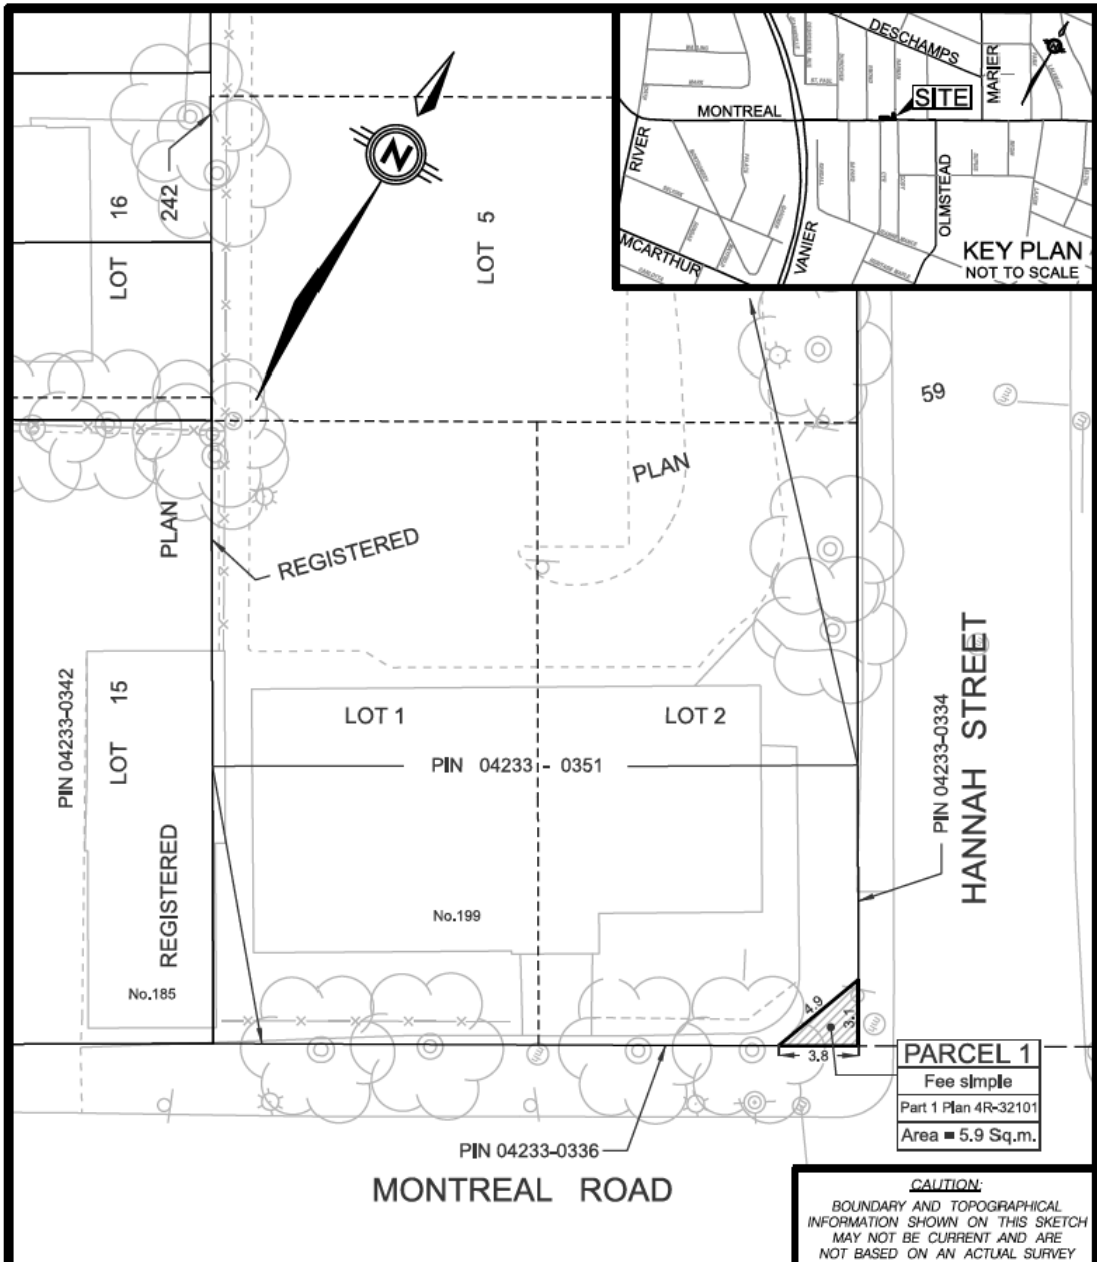 DESCHAMPS
MARIER
SITE
MONTREAL
RIVER
OLMSTEAD
MCARTHUR
VANIER
KEY PLAN
NOT TO SCALE
N
LOT 16
242
LOT 5
59
PLAN
REGISTERED
PLAN
PIN 04233-0342
LOT 15
REGISTERED
No.185
LOT 1
LOT 2
PIN 04233 - 0351
No.199
PIN 04233-0334
HANNAH STREET
4.9
3.1
3.8
PARCEL 1
Fee simple
Part 1 Plan 4R-32101
Area = 5.9 Sq.m.
PIN 04233-0336
MONTREAL ROAD
CAUTION:
BOUNDARY AND TOPOGRAPHICAL
INFORMATION SHOWN ON THIS SKETCH
MAY NOT BE CURRENT AND ARE
NOT BASED ON AN ACTUAL SURVEY